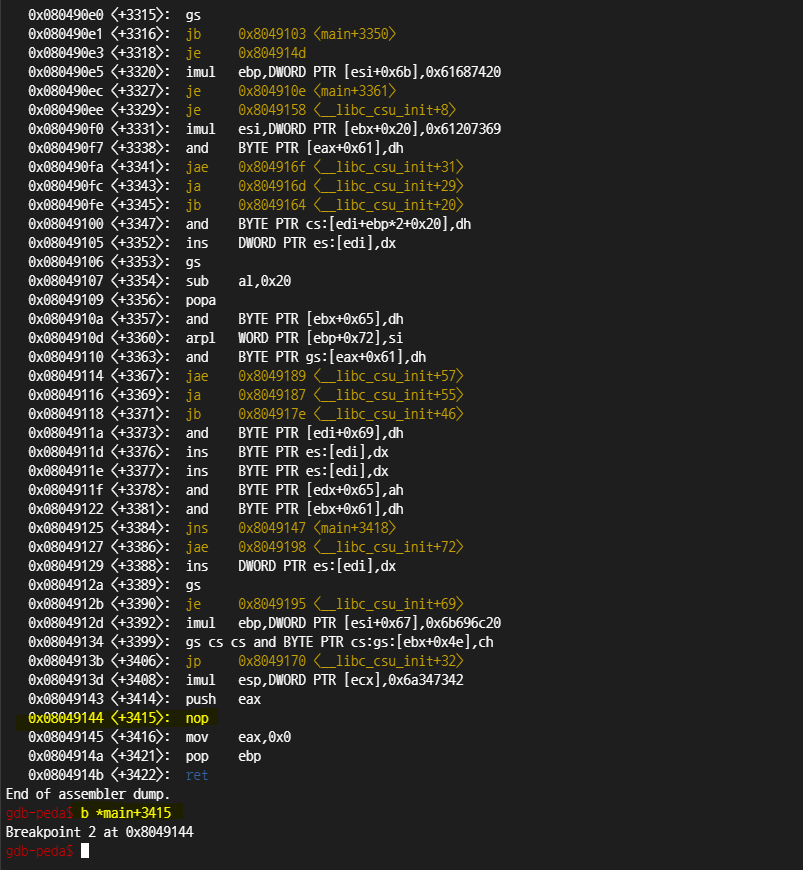 0x080490e0 <+3315>: gs
0x080490e1 <+3316>: jb 0x8049103 <main+3350>
0x080490e3 <+3318>: je 0x804914d
0x080490e5 <+3320>: imul ebp,DWORD PTR [esi+0x6b],0x61687420
0x080490ec <+3327>: je 0x804910e <main+3361>
0x080490ee <+3329>: je 0x8049158 <__libc_csu_init+8>
0x080490f0 <+3331>: imul esi,DWORD PTR [ebx+0x20],0x61207369
0x080490f7 <+3338>: and BYTE PTR [eax+0x61],dh
0x080490fa <+3341>: jae 0x804916f <__libc_csu_init+31>
0x080490fc <+3343>: ja 0x804916d <__libc_csu_init+29>
0x080490fe <+3345>: jb 0x8049164 <__libc_csu_init+20>
0x08049100 <+3347>: and BYTE PTR cs:[edi+ebp*2+0x20],dh
0x08049105 <+3352>: ins DWORD PTR es:[edi],dx
0x08049106 <+3353>: gs
0x08049107 <+3354>: sub al,0x20
0x08049109 <+3356>: popa
0x0804910a <+3357>: and BYTE PTR [ebx+0x65],dh
0x0804910d <+3360>: arpl WORD PTR [ebp+0x72],si
0x08049110 <+3363>: and BYTE PTR gs:[eax+0x61],dh
0x08049114 <+3367>: jae 0x8049189 <__libc_csu_init+57>
0x08049116 <+3369>: ja 0x8049187 <__libc_csu_init+55>
0x08049118 <+3371>: jb 0x804917e <__libc_csu_init+46>
0x0804911a <+3373>: and BYTE PTR [edi+0x69],dh
0x0804911d <+3376>: ins BYTE PTR es:[edi],dx
0x0804911e <+3377>: ins BYTE PTR es:[edi],dx
0x0804911f <+3378>: and BYTE PTR [edx+0x65],ah
0x08049122 <+3381>: and BYTE PTR [ebx+0x61],dh
0x08049125 <+3384>: jns 0x8049147 <main+3418>
0x08049127 <+3386>: jae 0x8049198 <__libc_csu_init+72>
0x08049129 <+3388>: ins DWORD PTR es:[edi],dx
0x0804912a <+3389>: gs
0x0804912b <+3390>: je 0x8049195 <__libc_csu_init+69>
0x0804912d <+3392>: imul ebp,DWORD PTR [esi+0x67],0x6b696c20
0x08049134 <+3399>: gs cs cs and BYTE PTR cs:gs:[ebx+0x4e],ch
0x0804913b <+3406>: jp 0x8049170 <__libc_csu_init+32>
0x0804913d <+3408>: imul esp,DWORD PTR [ecx],0x6a347342
0x08049143 <+3414>: push eax
0x08049144 <+3415>: nop
0x08049145 <+3416>: mov eax,0x0
0x0804914a <+3421>: pop ebp
0x0804914b <+3422>: ret
End of assembler dump.
gdb-peda$ b *main+3415
Breakpoint 2 at 0x8049144
gdb-peda$